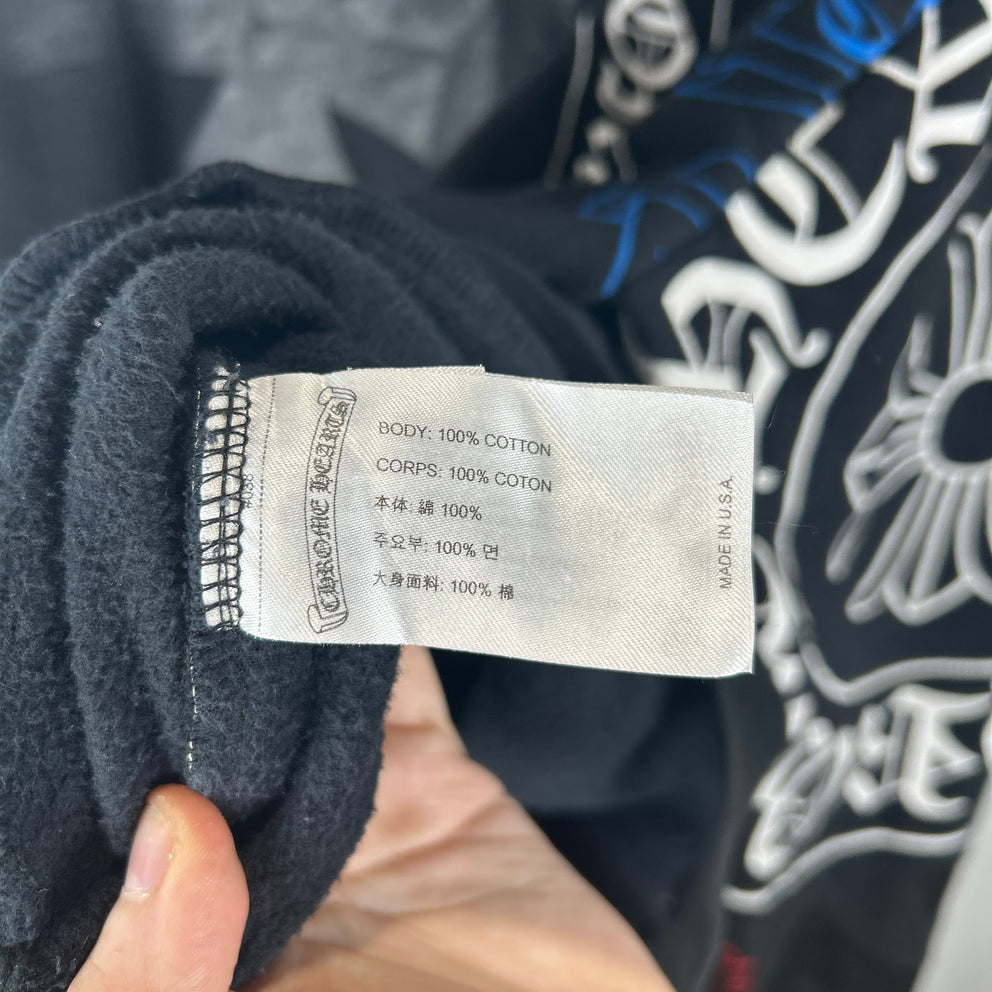 CHROME HEARTS
BODY: 100% COTTON
CORPS: 100% COTON
本体: 綿 100%
주요부: 100% 면
大身面料: 100% 棉
MADE IN U.S.A.